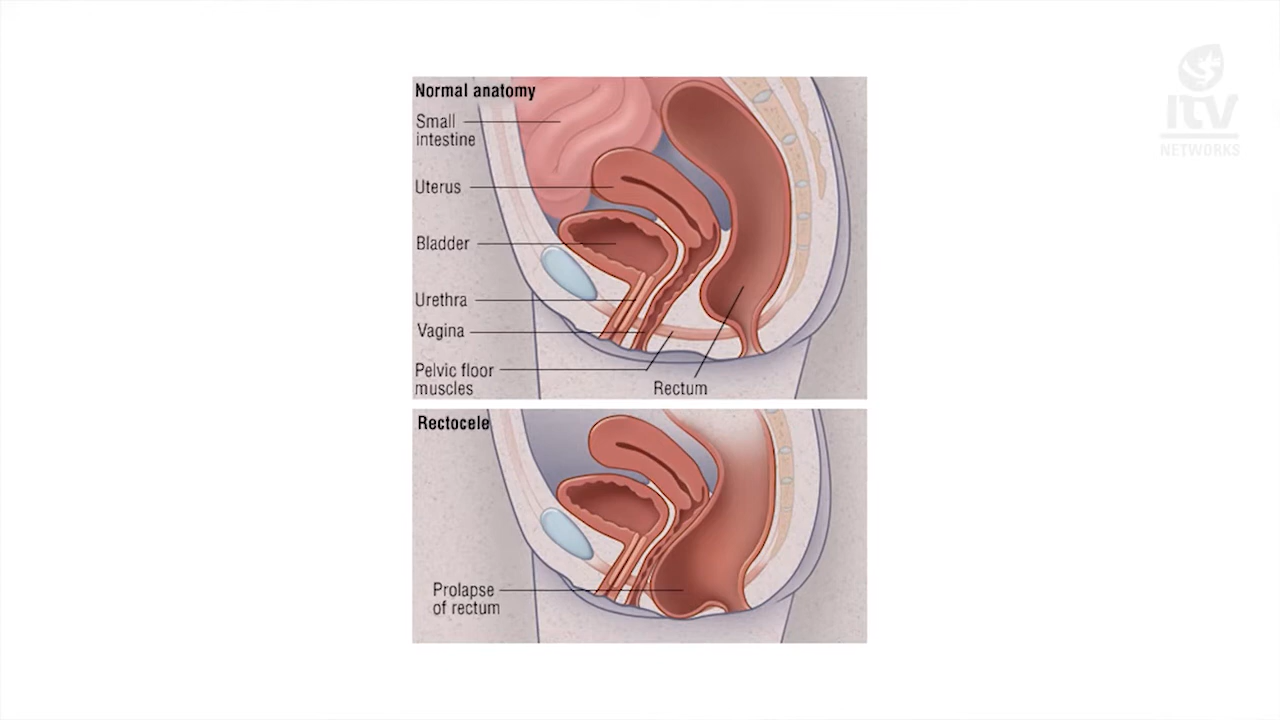 ITV
NETWORKS
Normal anatomy
Small
intestine
Uterus
Bladder
Urethra
Vagina
Pelvic floor
muscles
Rectum
Rectocele
Prolapse
of rectum